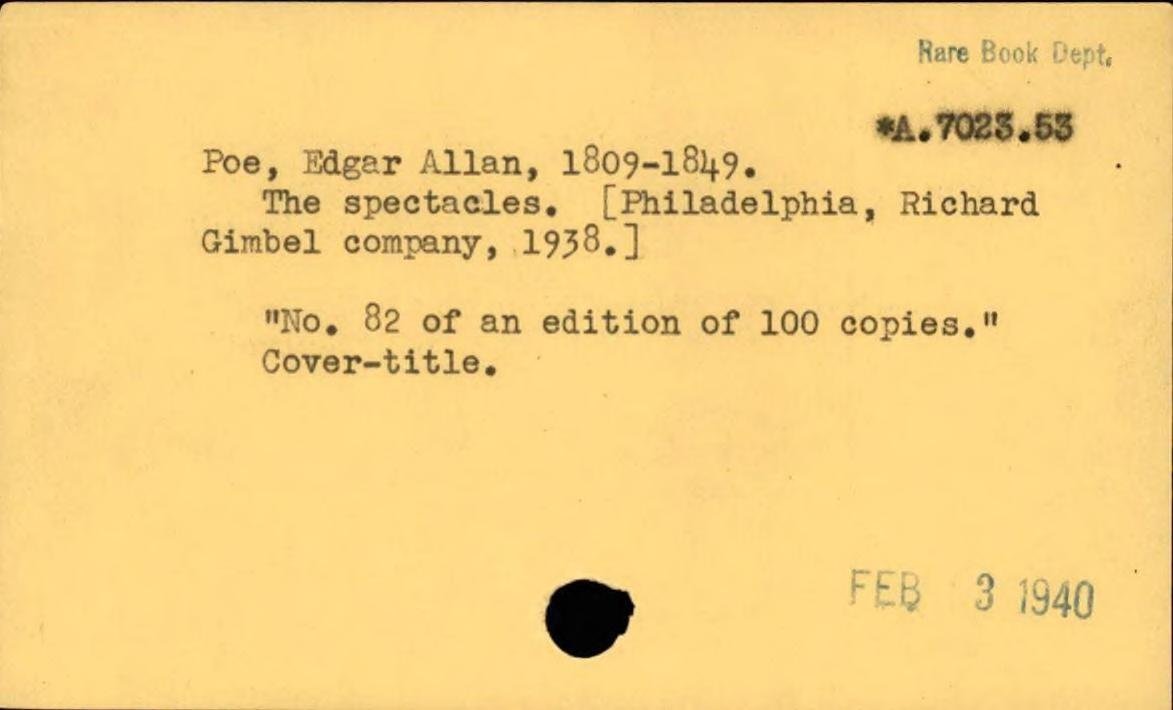 Rare Book Dept.
*A.7023.53
Poe, Edgar Allan, 1809-1849.
The spectacles. [Philadelphia, Richard
Gimbel company, 1938.]
"No. 82 of an edition of 100 copies."
Cover-title.
FEB 3 1940